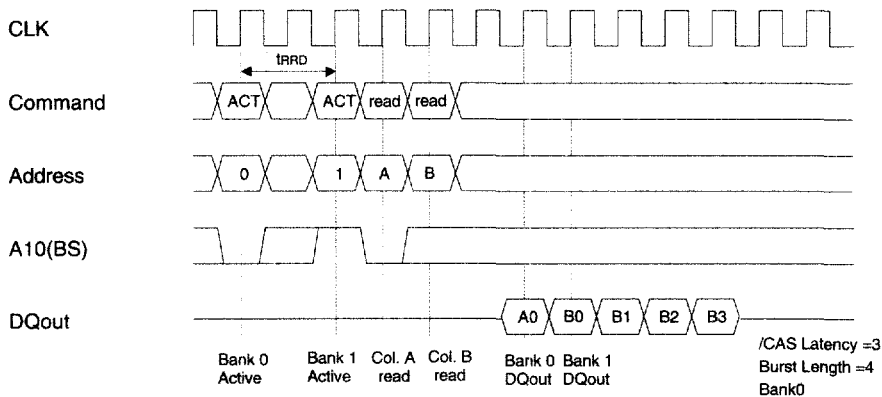 CLK
tRRD
Command ACT ACT read read
Address 0 1 A B
A10(BS)
DQout A0 B0 B1 B2 B3
Bank 0 Active
Bank 1 Active
Col. A read
Col. B read
Bank 0 DQout
Bank 1 DQout
/CAS Latency =3
Burst Length =4
Bank0